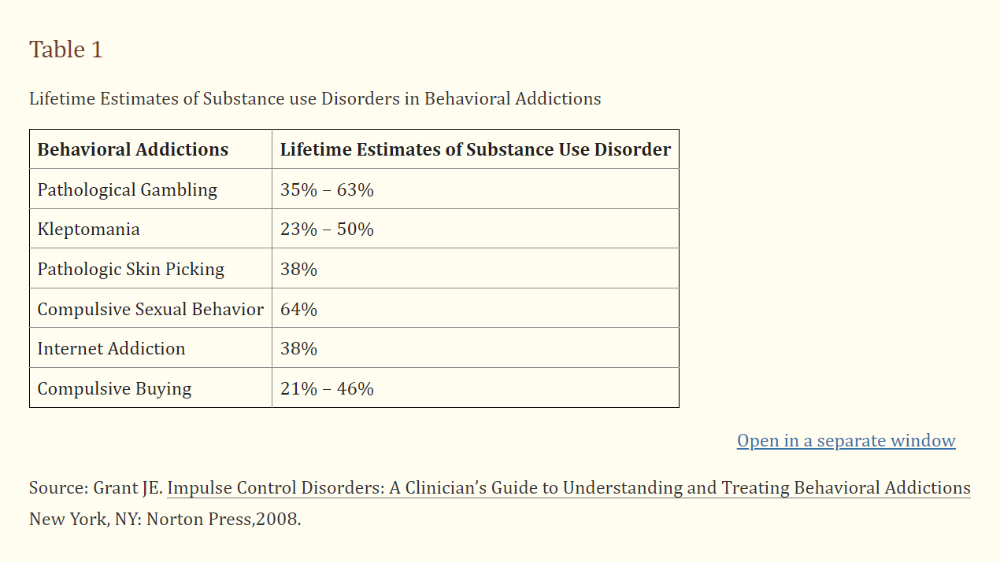 Table 1
Lifetime Estimates of Substance use Disorders in Behavioral Addictions
Behavioral Addictions Lifetime Estimates of Substance Use Disorder
Pathological Gambling 35% – 63%
Kleptomania 23% – 50%
Pathologic Skin Picking 38%
Compulsive Sexual Behavior 64%
Internet Addiction 38%
Compulsive Buying 21% – 46%
Open in a separate window
Source: Grant JE. Impulse Control Disorders: A Clinician’s Guide to Understanding and Treating Behavioral Addictions
New York, NY: Norton Press,2008.